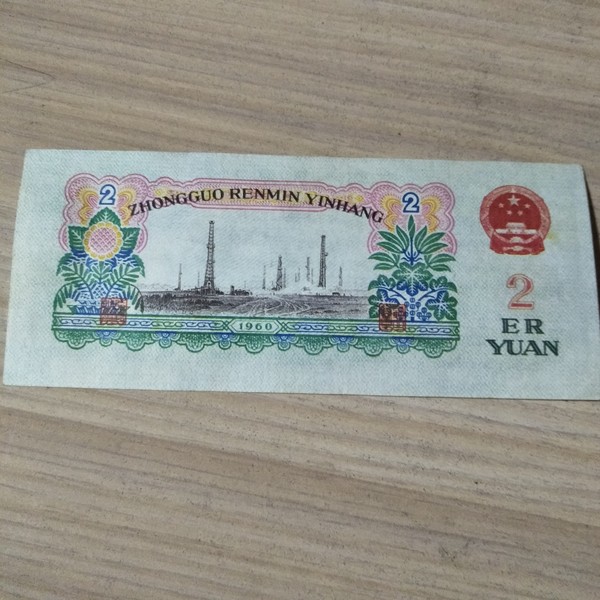 2
ZHONGGUO RENMIN YINHANG
2
1960
2
ER
YUAN